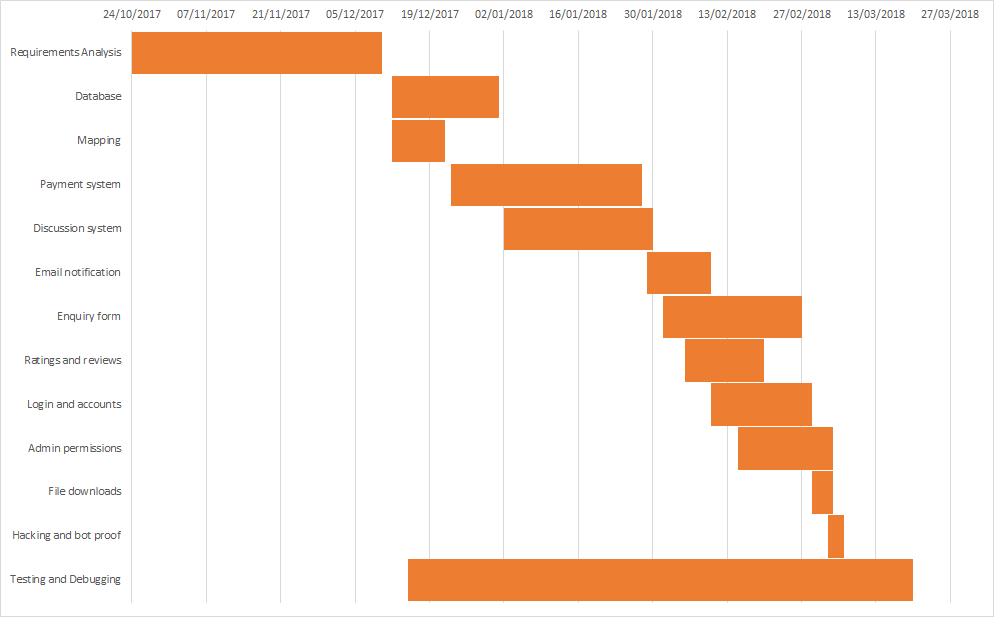 24/10/2017 07/11/2017 21/11/2017 05/12/2017 19/12/2017 02/01/2018 16/01/2018 30/01/2018 13/02/2018 27/02/2018 13/03/2018 27/03/2018
Requirements Analysis
Database
Mapping
Payment system
Discussion system
Email notification
Enquiry form
Ratings and reviews
Login and accounts
Admin permissions
File downloads
Hacking and bot proof
Testing and Debugging